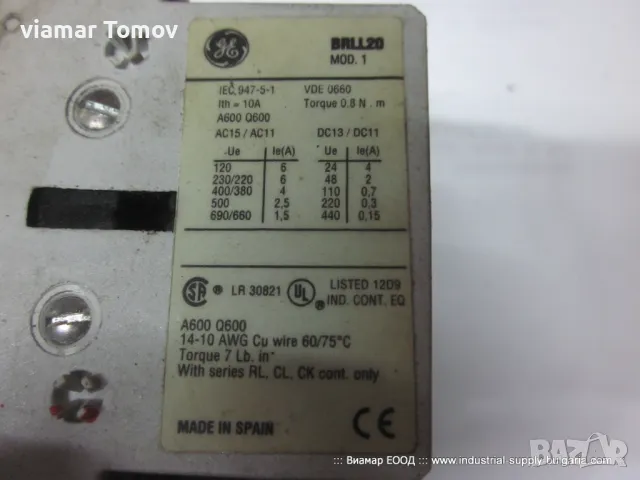 viamar Tomov
GE
BRLL20
MOD. 1
IEC 947-5-1 VDE 0660
Ith = 10A Torque 0.8 N . m
A600 Q600
AC15 / AC11 DC13 / DC11
Ue Ie(A) Ue Ie(A)
120 6 24 4
230/220 6 48 2
400/380 4 110 0,7
500 2,5 220 0,3
690/660 1,5 440 0,15
SA ® LR 30821 UL ® LISTED 12D9
IND. CONT. EQ
A600 Q600
14-10 AWG Cu wire 60/75°C
Torque 7 Lb. in
With series RL, CL, CK cont. only
MADE IN SPAIN CE
BAZAR
::: Виамар ЕООД ::: www.industrial-supply-bulgaria.com :::